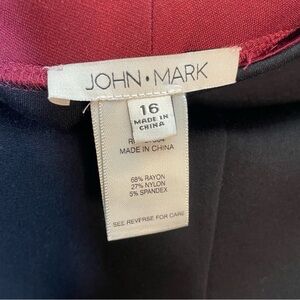 JOHN • MARK
16
MADE IN
CHINA
MADE IN CHINA
68% RAYON
27% NYLON
5% SPANDEX
SEE REVERSE FOR CARE